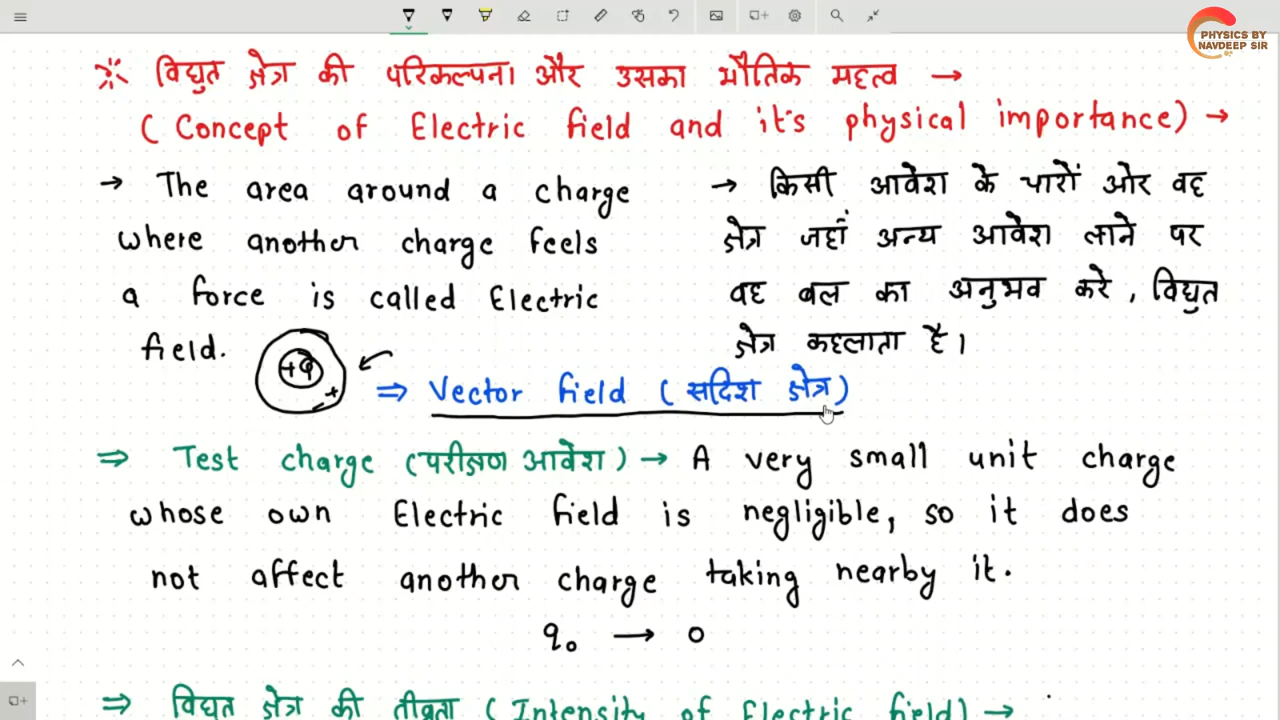 PHYSICS BY
NAVDEEP SIR
विद्युत क्षेत्र की परिकल्पना और उसका भौतिक महत्व →
( Concept of Electric field and it's physical importance) →
→ The area around a charge
where another charge feels
a force is called Electric
field.
→ किसी आवेश के चारों ओर वह
क्षेत्र जहाँ अन्य आवेश लाने पर
वह बल का अनुभव करे, विद्युत
क्षेत्र कहलाता है।
+q
+
⇒ Vector field (सदिश क्षेत्र)
⇒ Test charge (परीक्षण आवेश) → A very small unit charge
whose own Electric field is negligible, so it does
not affect another charge taking nearby it.
q₀ → 0
⇒ विद्युत क्षेत्र की तीव्रता (Intensity of Electric field) →